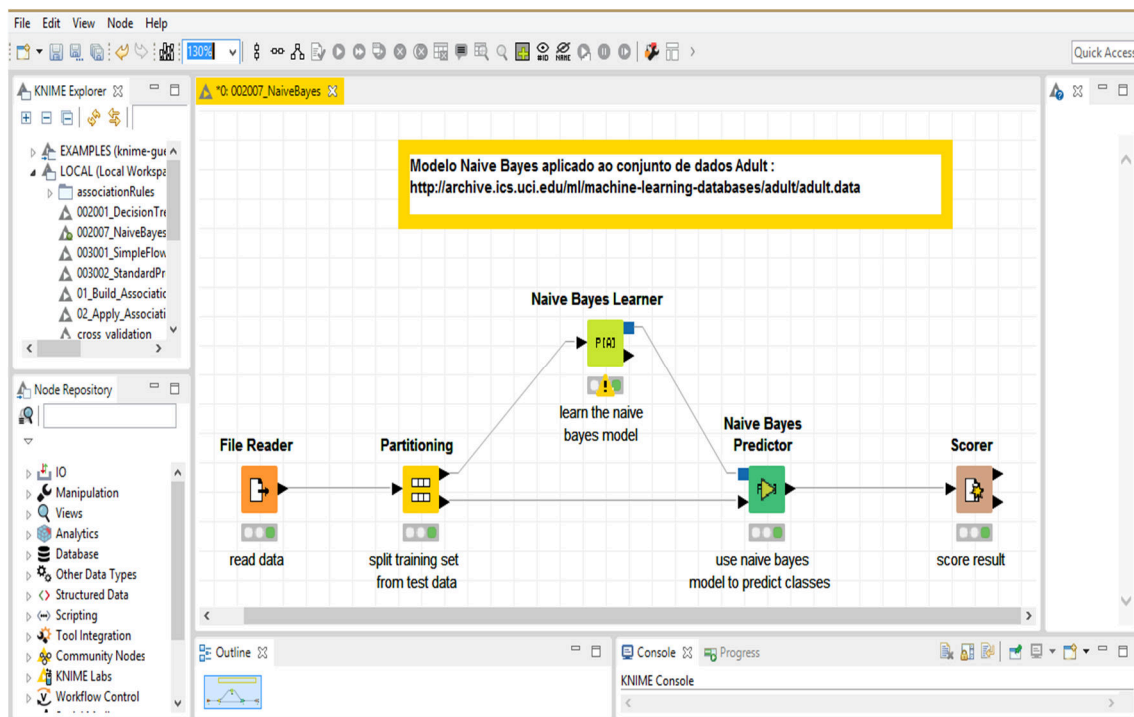 File Edit View Node Help
130%
Quick Access
KNIME Explorer
EXAMPLES (knime-gue
LOCAL (Local Workspa
associationRules
002001_DecisionTre
002007_NaiveBayes
003001_SimpleFlow
003002_StandardPr
01_Build_Associatic
02_Apply_Associati
cross validation
Node Repository
IO
Manipulation
Views
Analytics
Database
Other Data Types
Structured Data
Scripting
Tool Integration
Community Nodes
KNIME Labs
Workflow Control
*0: 002007_NaiveBayes
Modelo Naive Bayes aplicado ao conjunto de dados Adult :
http://archive.ics.uci.edu/ml/machine-learning-databases/adult/adult.data
Naive Bayes Learner
P[A]
learn the naive
bayes model
File Reader
read data
Partitioning
split training set
from test data
Naive Bayes
Predictor
use naive bayes
model to predict classes
Scorer
score result
Outline
Console
Progress
KNIME Console